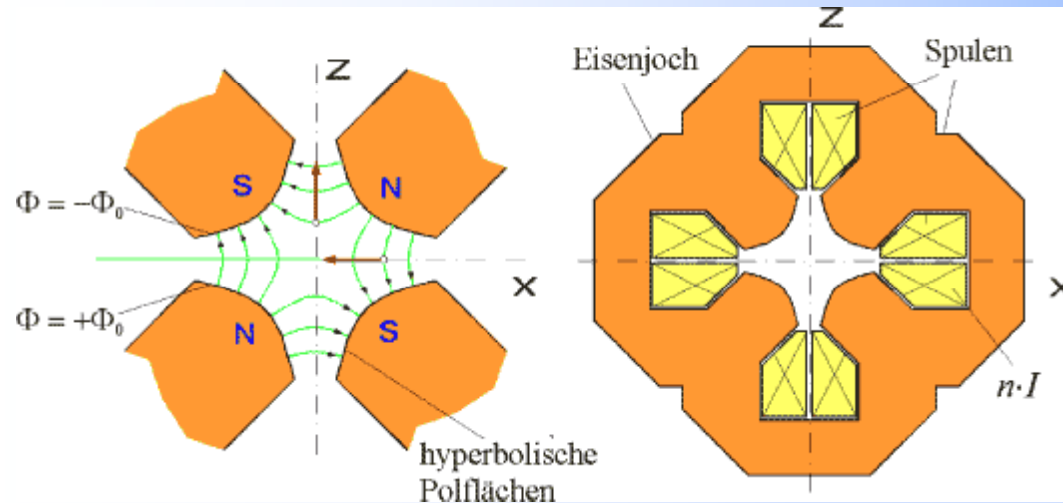 Z
S
N
Φ = −Φ₀
X
Φ = +Φ₀
N
S
hyperbolische
Polflächen
Z
Eisenjoch
Spulen
X
n·I